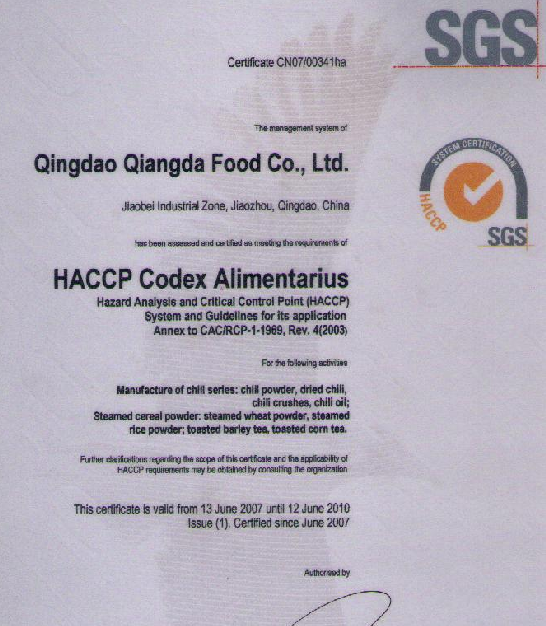 SGS
Certificate CN07/00341ha
The management system of
Qingdao Qiangda Food Co., Ltd.
Jiaobei Industrial Zone, Jiaozhou, Qingdao, China
has been assessed and certified as meeting the requirements of
SYSTEM CERTIFICATION
HACCP
SGS
HACCP Codex Alimentarius
Hazard Analysis and Critical Control Point (HACCP)
System and Guidelines for its application
Annex to CAC/RCP-1-1969, Rev. 4(2003)
For the following activities
Manufacture of chili series: chili powder, dried chili,
chili crushes, chili oil;
Steamed cereal powder: steamed wheat powder, steamed
rice powder; toasted barley tea, toasted corn tea.
Further clarifications regarding the scope of this certificate and the applicability of
HACCP requirements may be obtained by consulting the organization
This certificate is valid from 13 June 2007 until 12 June 2010
Issue (1). Certified since June 2007
Authorised by